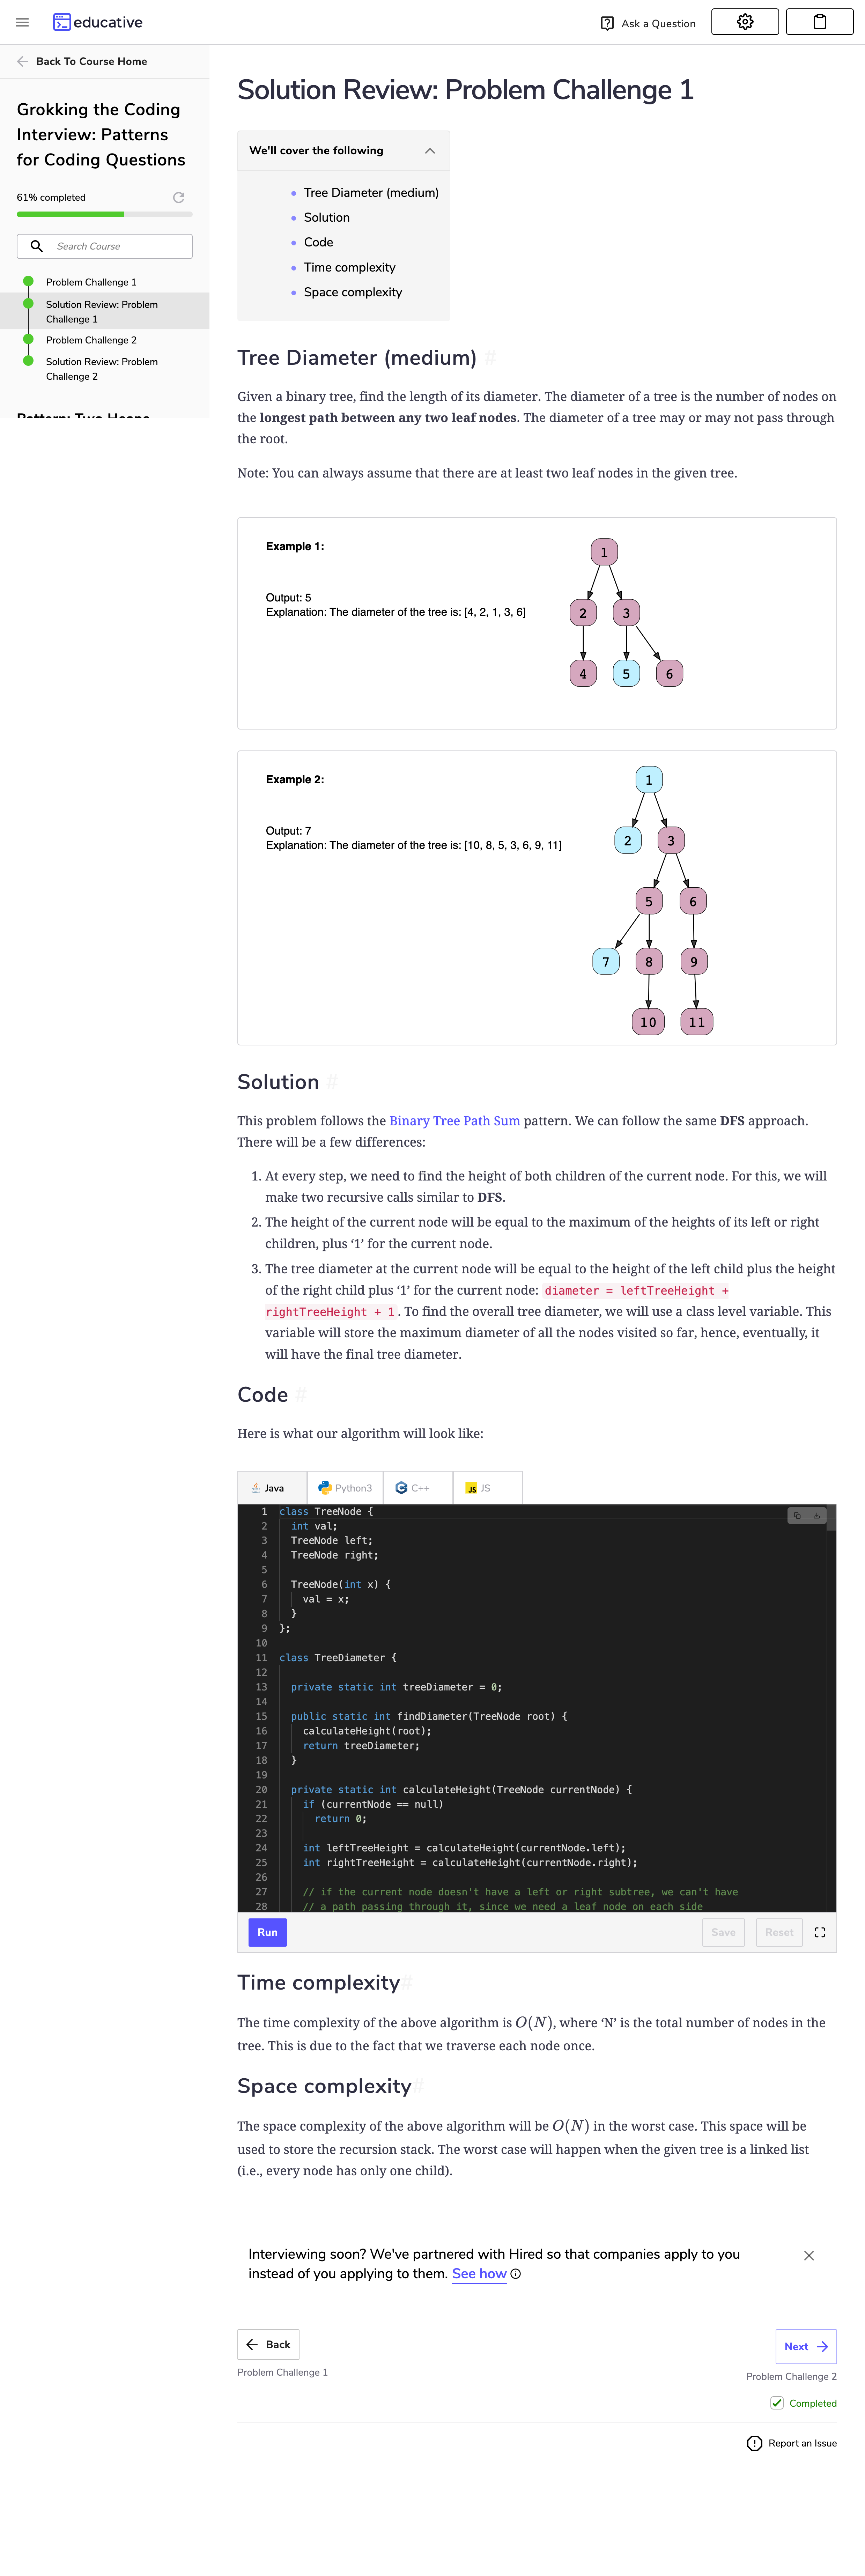 educative
Ask a Question
Back To Course Home
Grokking the Coding
Interview: Patterns
for Coding Questions
61% completed
Search Course
Problem Challenge 1
Solution Review: Problem
Challenge 1
Problem Challenge 2
Solution Review: Problem
Challenge 2
Pattern: Two Heaps
Solution Review: Problem Challenge 1
We'll cover the following
Tree Diameter (medium)
Solution
Code
Time complexity
Space complexity
Tree Diameter (medium) #
Given a binary tree, find the length of its diameter. The diameter of a tree is the number of nodes on
the longest path between any two leaf nodes. The diameter of a tree may or may not pass through
the root.
Note: You can always assume that there are at least two leaf nodes in the given tree.
Example 1:
Output: 5
Explanation: The diameter of the tree is: [4, 2, 1, 3, 6]
1
2 3
4 5 6
Example 2:
Output: 7
Explanation: The diameter of the tree is: [10, 8, 5, 3, 6, 9, 11]
1
2 3
5 6
7 8 9
10 11
Solution #
This problem follows the Binary Tree Path Sum pattern. We can follow the same DFS approach.
There will be a few differences:
1. At every step, we need to find the height of both children of the current node. For this, we will
make two recursive calls similar to DFS.
2. The height of the current node will be equal to the maximum of the heights of its left or right
children, plus ‘1’ for the current node.
3. The tree diameter at the current node will be equal to the height of the left child plus the height
of the right child plus ‘1’ for the current node: diameter = leftTreeHeight +
rightTreeHeight + 1. To find the overall tree diameter, we will use a class level variable. This
variable will store the maximum diameter of all the nodes visited so far, hence, eventually, it
will have the final tree diameter.
Code #
Here is what our algorithm will look like:
Java Python3 C++ JS JS
1 class TreeNode {
2 int val;
3 TreeNode left;
4 TreeNode right;
5
6 TreeNode(int x) {
7 val = x;
8 }
9 };
10
11 class TreeDiameter {
12
13 private static int treeDiameter = 0;
14
15 public static int findDiameter(TreeNode root) {
16 calculateHeight(root);
17 return treeDiameter;
18 }
19
20 private static int calculateHeight(TreeNode currentNode) {
21 if (currentNode == null)
22 return 0;
23
24 int leftTreeHeight = calculateHeight(currentNode.left);
25 int rightTreeHeight = calculateHeight(currentNode.right);
26
27 // if the current node doesn't have a left or right subtree, we can't have
28 // a path passing through it, since we need a leaf node on each side
Run Save Reset
Time complexity#
The time complexity of the above algorithm is O(N), where ‘N’ is the total number of nodes in the
tree. This is due to the fact that we traverse each node once.
Space complexity#
The space complexity of the above algorithm will be O(N) in the worst case. This space will be
used to store the recursion stack. The worst case will happen when the given tree is a linked list
(i.e., every node has only one child).
Interviewing soon? We've partnered with Hired so that companies apply to you
instead of you applying to them. See how
Back
Next
Problem Challenge 1
Problem Challenge 2
Completed
Report an Issue